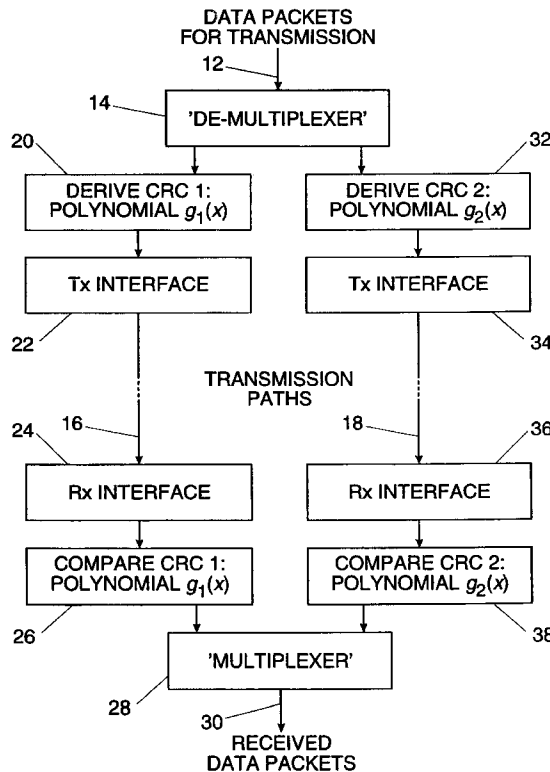 DATA PACKETS
FOR TRANSMISSION
12
14
'DE-MULTIPLEXER'
20
32
DERIVE CRC 1:
POLYNOMIAL g1(x)
DERIVE CRC 2:
POLYNOMIAL g2(x)
Tx INTERFACE
Tx INTERFACE
22
34
TRANSMISSION
PATHS
16
18
24
36
Rx INTERFACE
Rx INTERFACE
COMPARE CRC 1:
POLYNOMIAL g1(x)
COMPARE CRC 2:
POLYNOMIAL g2(x)
26
38
'MULTIPLEXER'
28
30
RECEIVED
DATA PACKETS